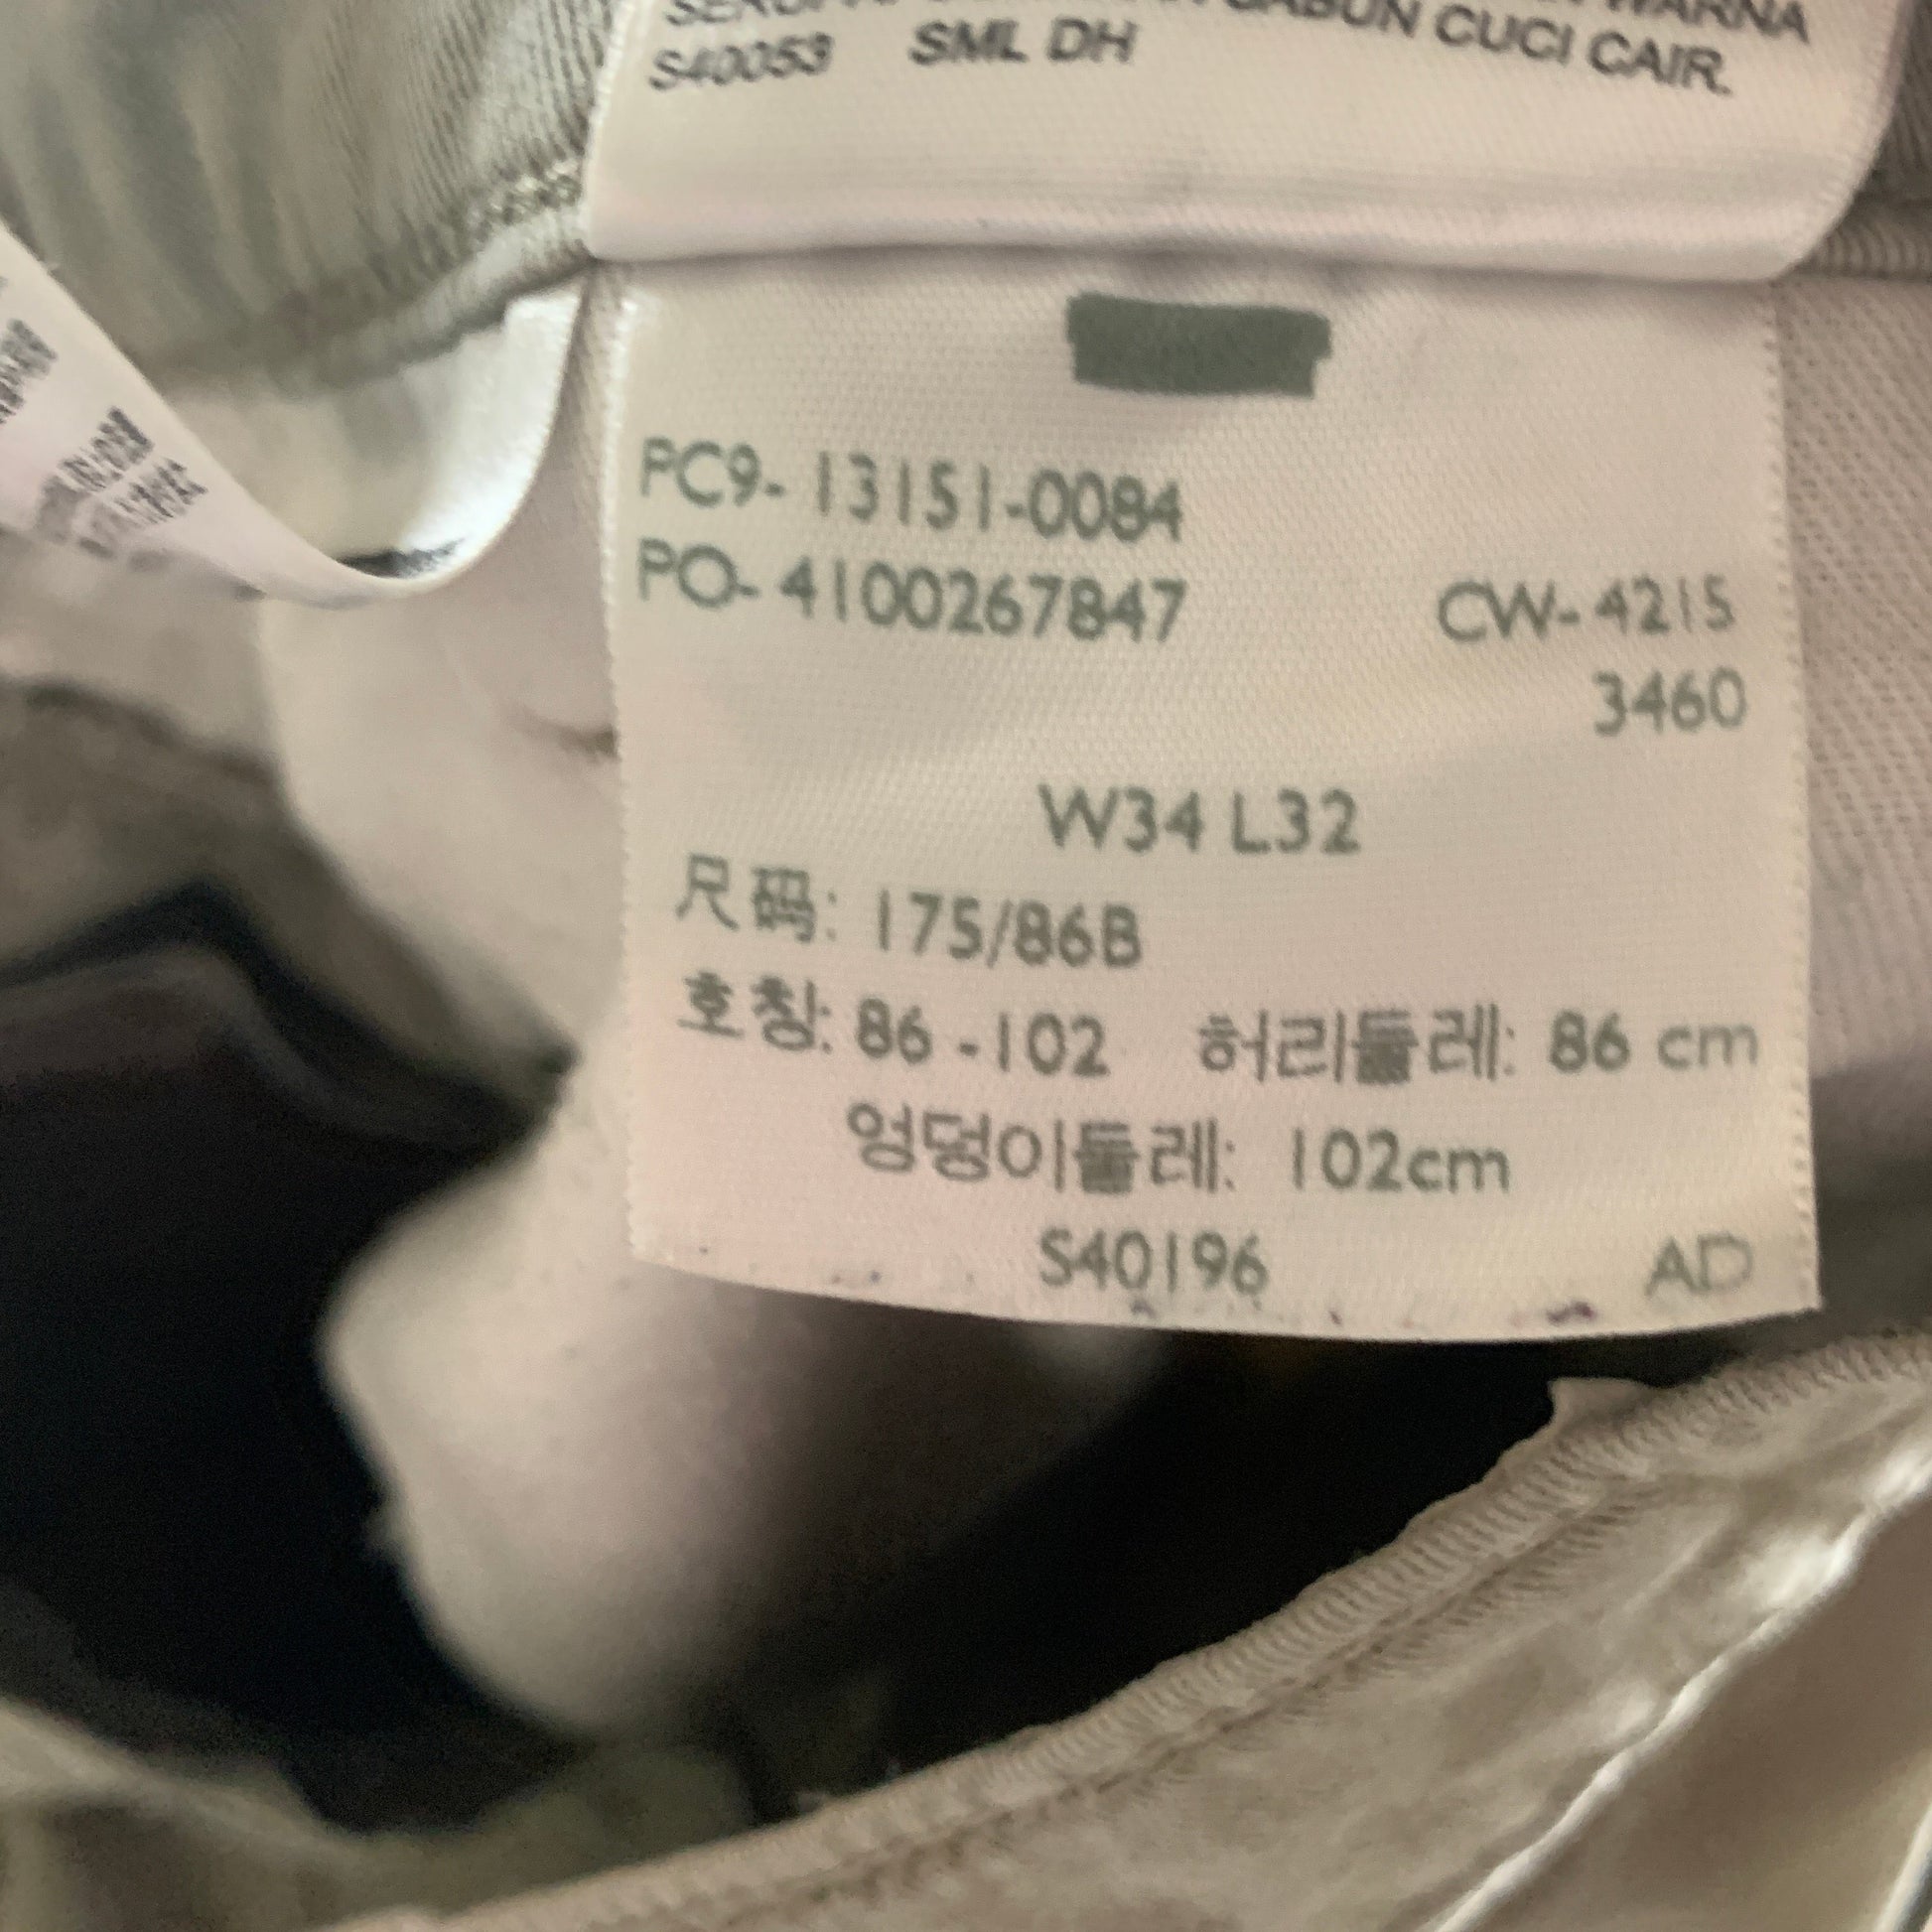 SABUN CUCI CAIR.
S40053 SML DH
PC9- 13151-0084
PO- 4100267847 CW- 4215
3460
W34 L32
尺码: 175/86B
호칭: 86 -102 허리둘레: 86 cm
엉덩이둘레: 102cm
S40196 AD